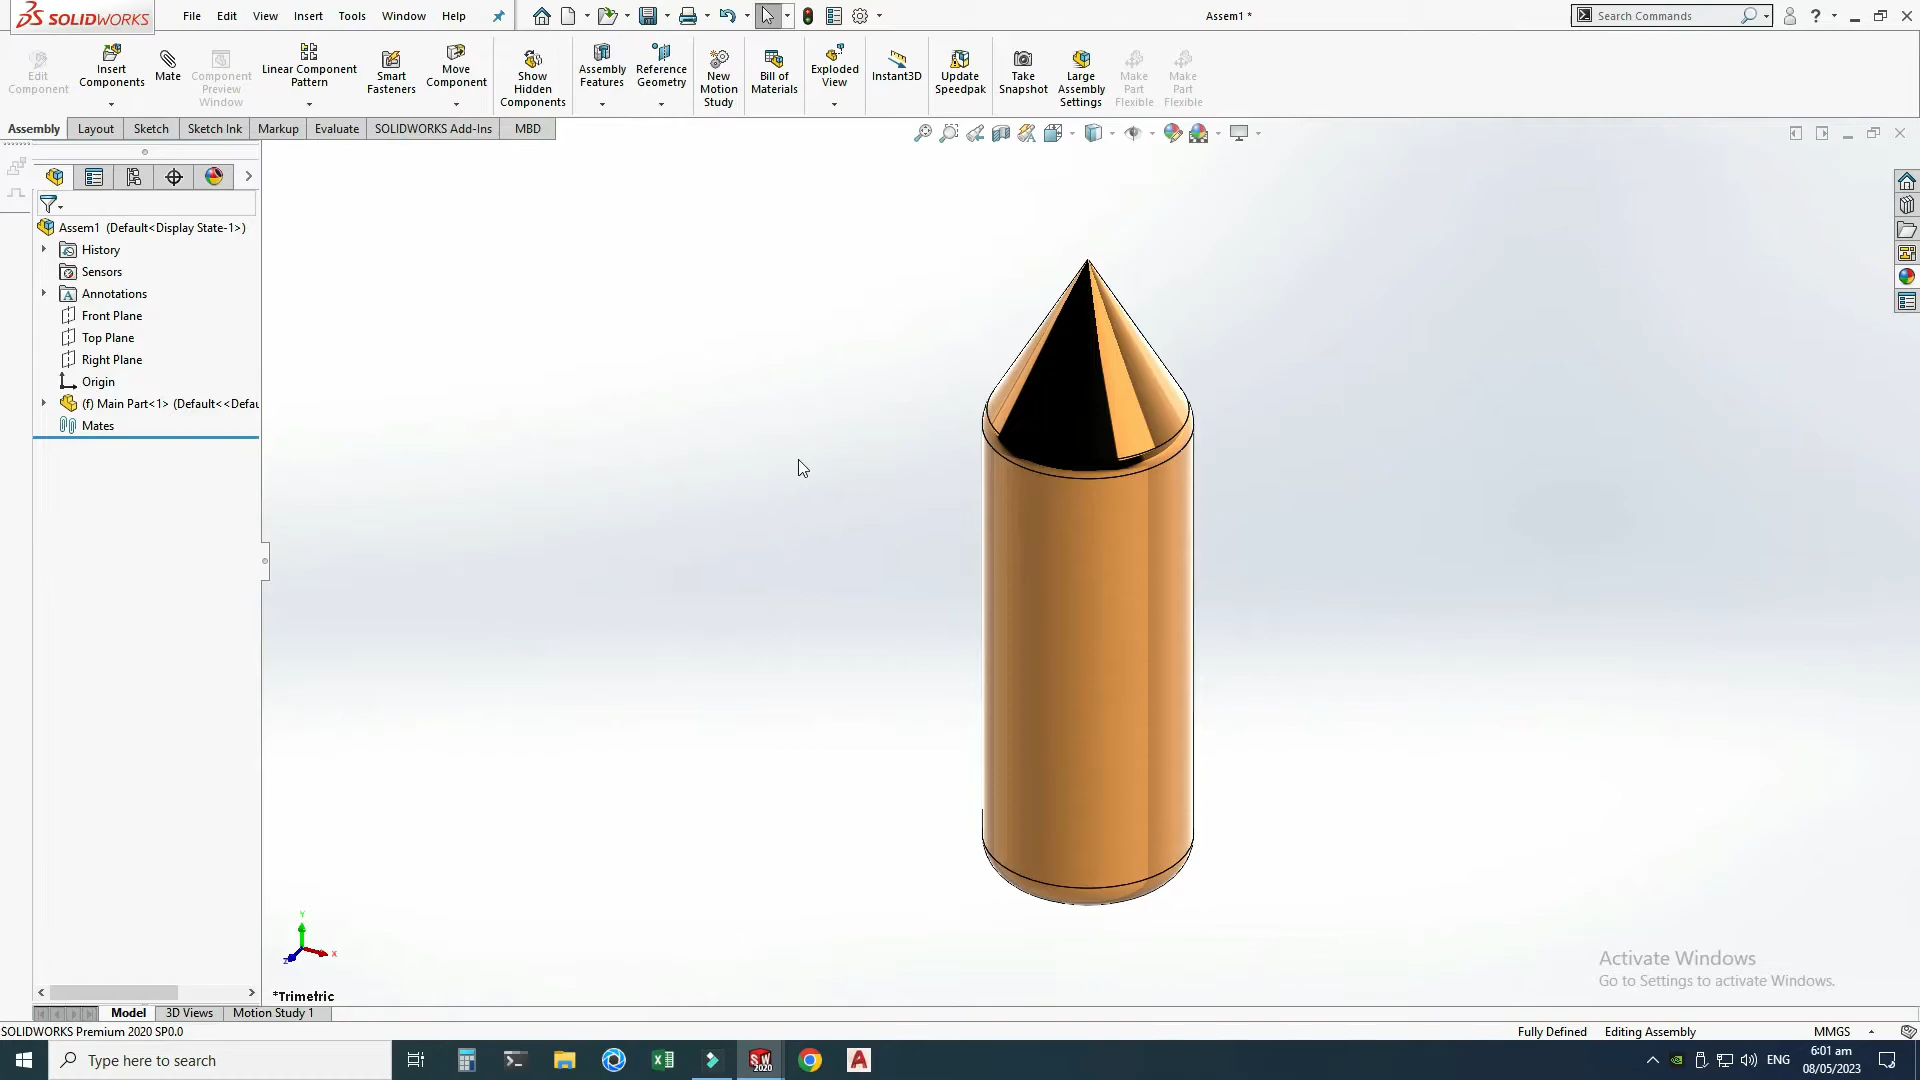 SOLIDWORKS
File Edit View Insert Tools Window Help
Assem1 *
Search Commands
Edit Component
Insert Components
Mate
Component Preview Window
Linear Component Pattern
Smart Fasteners
Move Component
Show Hidden Components
Assembly Features
Reference Geometry
New Motion Study
Bill of Materials
Exploded View
Instant3D
Update Speedpak
Take Snapshot
Large Assembly Settings
Make Part Flexible
Make Part Flexible
Assembly Layout Sketch Sketch Ink Markup Evaluate SOLIDWORKS Add-Ins MBD
Assem1 (Default<Display State-1>)
History
Sensors
Annotations
Front Plane
Top Plane
Right Plane
Origin
(f) Main Part<1> (Default<<Defau
Mates
Y
X
Z
*Trimetric
Activate Windows
Go to Settings to activate Windows.
Model 3D Views Motion Study 1
SOLIDWORKS Premium 2020 SP0.0
Fully Defined Editing Assembly MMGS
Type here to search
SW
2020
ENG
6:01 am
08/05/2023